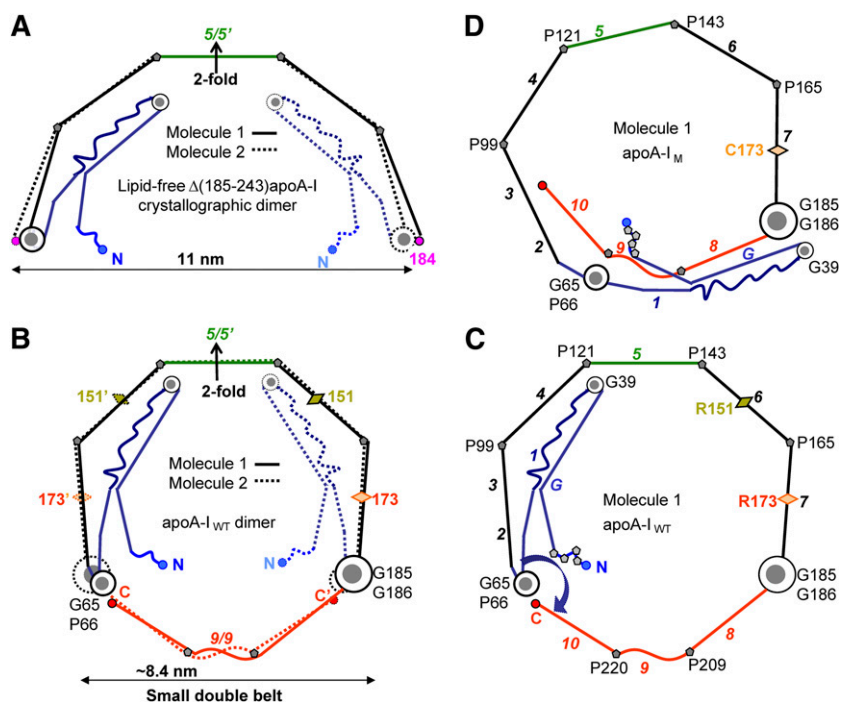 A
5/5'
2-fold
Molecule 1
Molecule 2
Lipid-free Δ(185-243)apoA-I
crystallographic dimer
N
N
184
11 nm
B
5/5'
2-fold
151'
151
Molecule 1
Molecule 2
173'
173
apoA-I WT dimer
N
N
G65
P66
C
C'
G185
G186
9/9
~8.4 nm
Small double belt
D
P121
5
P143
6
4
P165
Molecule 1
apoA-I M
P99
C173
7
3
10
G185
G186
2
9
8
G
G39
G65
P66
1
C
P121
5
P143
G39
4
6
R151
P99
P165
1
3
G
Molecule 1
apoA-I WT
R173
7
2
N
G65
P66
G185
G186
C
10
8
P220
9
P209